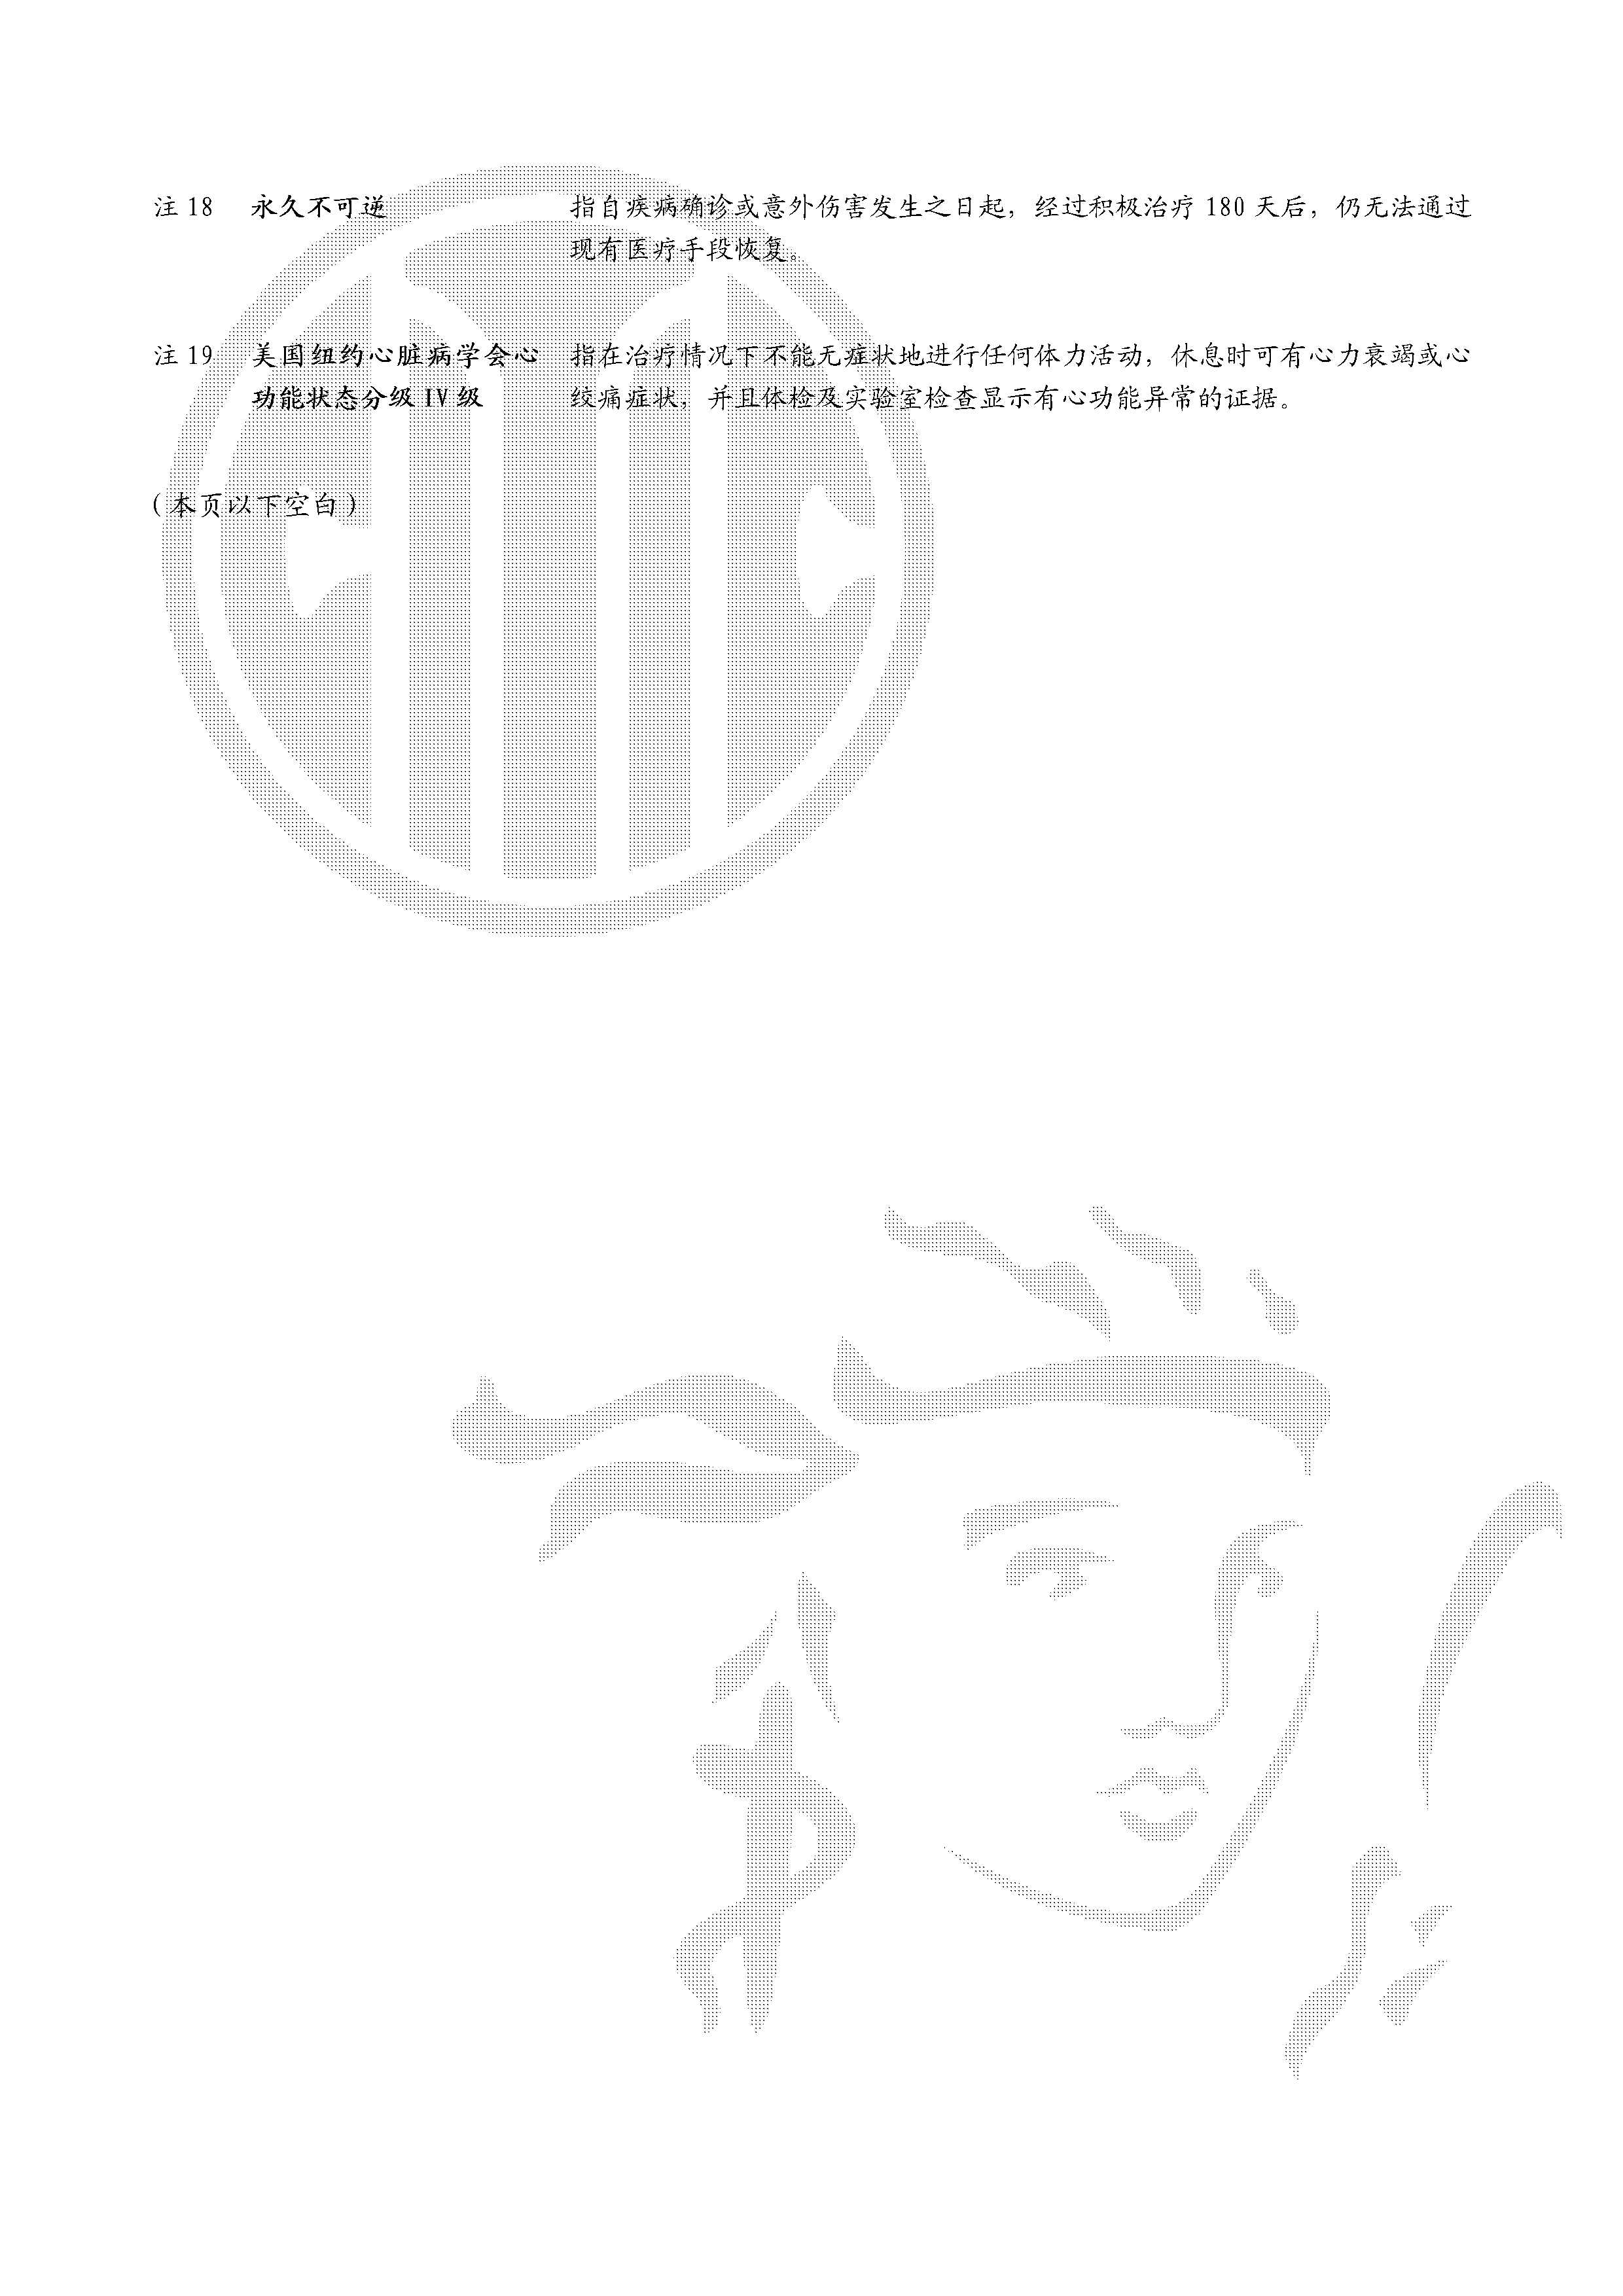 注 18 永久不可逆 指自疾病确诊或意外伤害发生之日起，经过积极治疗 180 天后，仍无法通过
现有医疗手段恢复。
注 19 美国纽约心脏病学会心 指在治疗情况下不能无症状地进行任何体力活动，休息时可有心力衰竭或心
功能状态分级 IV 级 绞痛症状，并且体检及实验室检查显示有心功能异常的证据。
（本页以下空白）